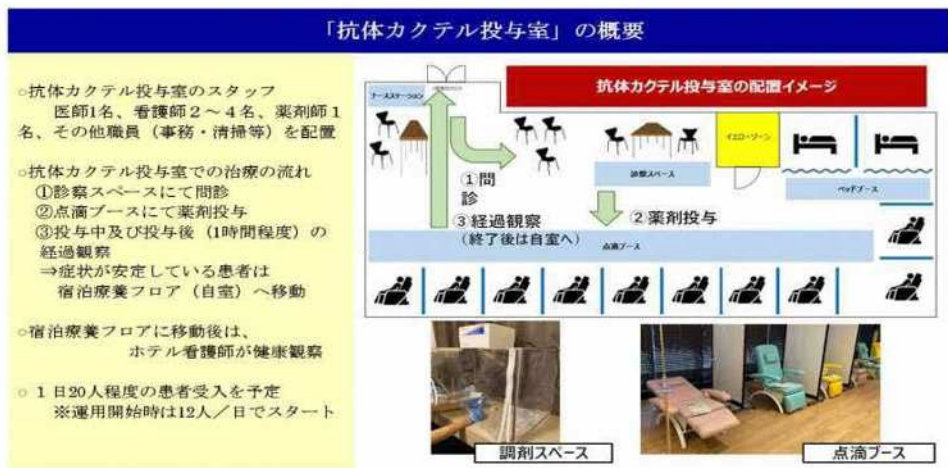 「抗体カクテル投与室」の概要
○抗体カクテル投与室のスタッフ
医師1名、看護師2～4名、薬剤師1
名、その他職員（事務・清掃等）を配置
○抗体カクテル投与室での治療の流れ
①診察スペースにて問診
②点滴ブースにて薬剤投与
③投与中及び投与後（1時間程度）の
経過観察
⇒症状が安定している患者は
宿泊療養フロア（自室）へ移動
○宿泊療養フロアに移動後は、
ホテル看護師が健康観察
○１日20人程度の患者受入を予定
※運用開始時は12人／日でスタート
抗体カクテル投与室の配置イメージ
ナースステーション
イエローゾーン
①問
診
診察スペース
ベッドブース
③経過観察
（終了後は自室へ）
②薬剤投与
点滴ブース
調剤スペース
点滴ブース